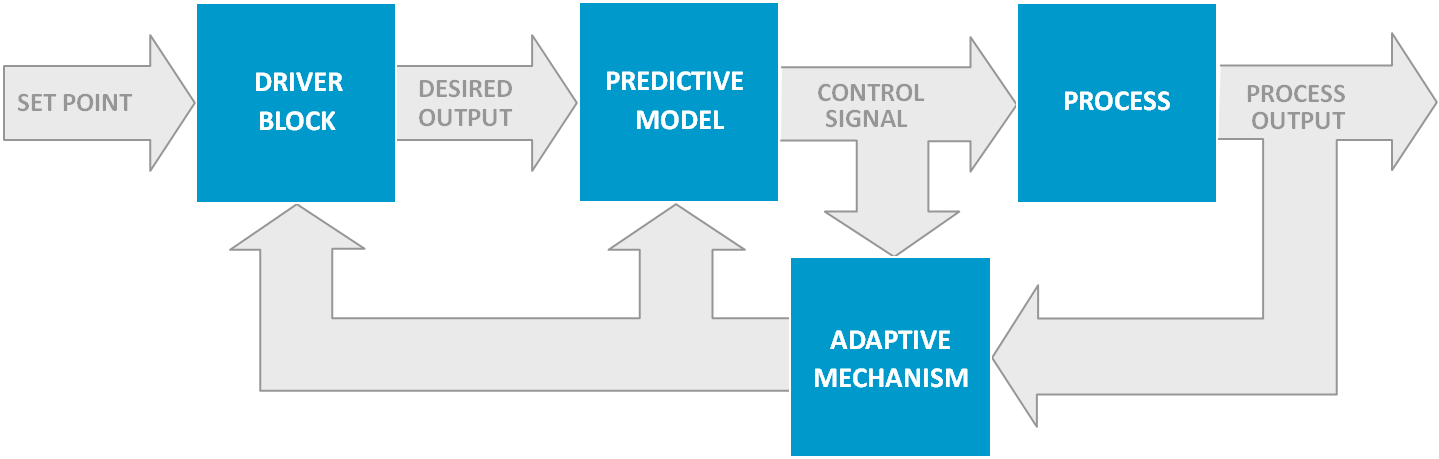 SET POINT
DRIVER
BLOCK
DESIRED
OUTPUT
PREDICTIVE
MODEL
CONTROL
SIGNAL
PROCESS
PROCESS
OUTPUT
ADAPTIVE
MECHANISM